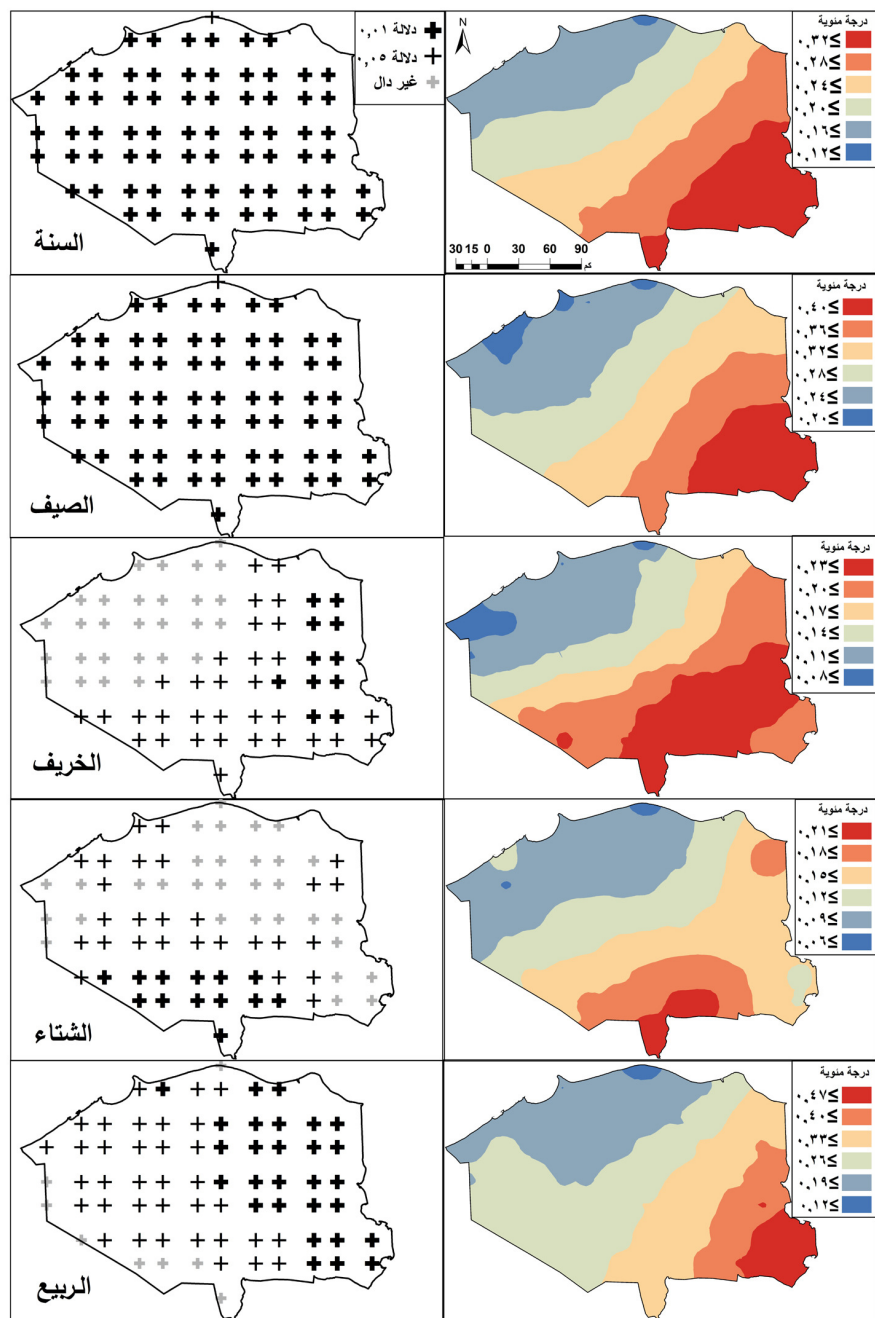 دلالة ٠,٠١
دلالة ٠,٠٥
غير دال
السنة
N
درجة مئوية
٠,٣٢≥
٠,٢٨≥
٠,٢٤≥
٠,٢٠≥
٠,١٦≥
٠,١٢≥
30 15 0 30 60 90
كم
الصيف
درجة مئوية
٠,٤٠≥
٠,٣٦≥
٠,٣٢≥
٠,٢٨≥
٠,٢٤≥
٠,٢٠≥
الخريف
درجة مئوية
٠,٢٣≥
٠,٢٠≥
٠,١٧≥
٠,١٤≥
٠,١١≥
٠,٠٨≥
الشتاء
درجة مئوية
٠,٢١≥
٠,١٨≥
٠,١٥≥
٠,١٢≥
٠,٠٩≥
٠,٠٦≥
الربيع
درجة مئوية
٠,٤٧≥
٠,٤٠≥
٠,٣٣≥
٠,٢٦≥
٠,١٩≥
٠,١٢≥